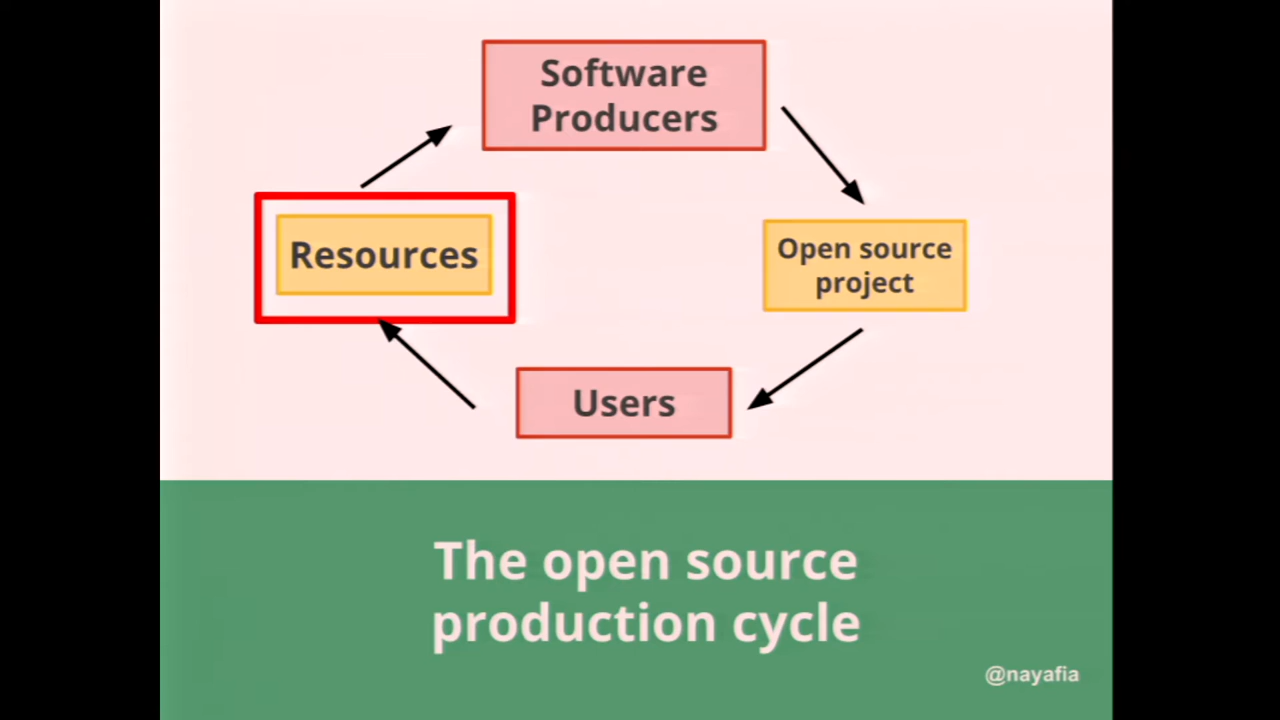 Software
Producers
Resources
Open source
project
Users
The open source
production cycle
@nayafia